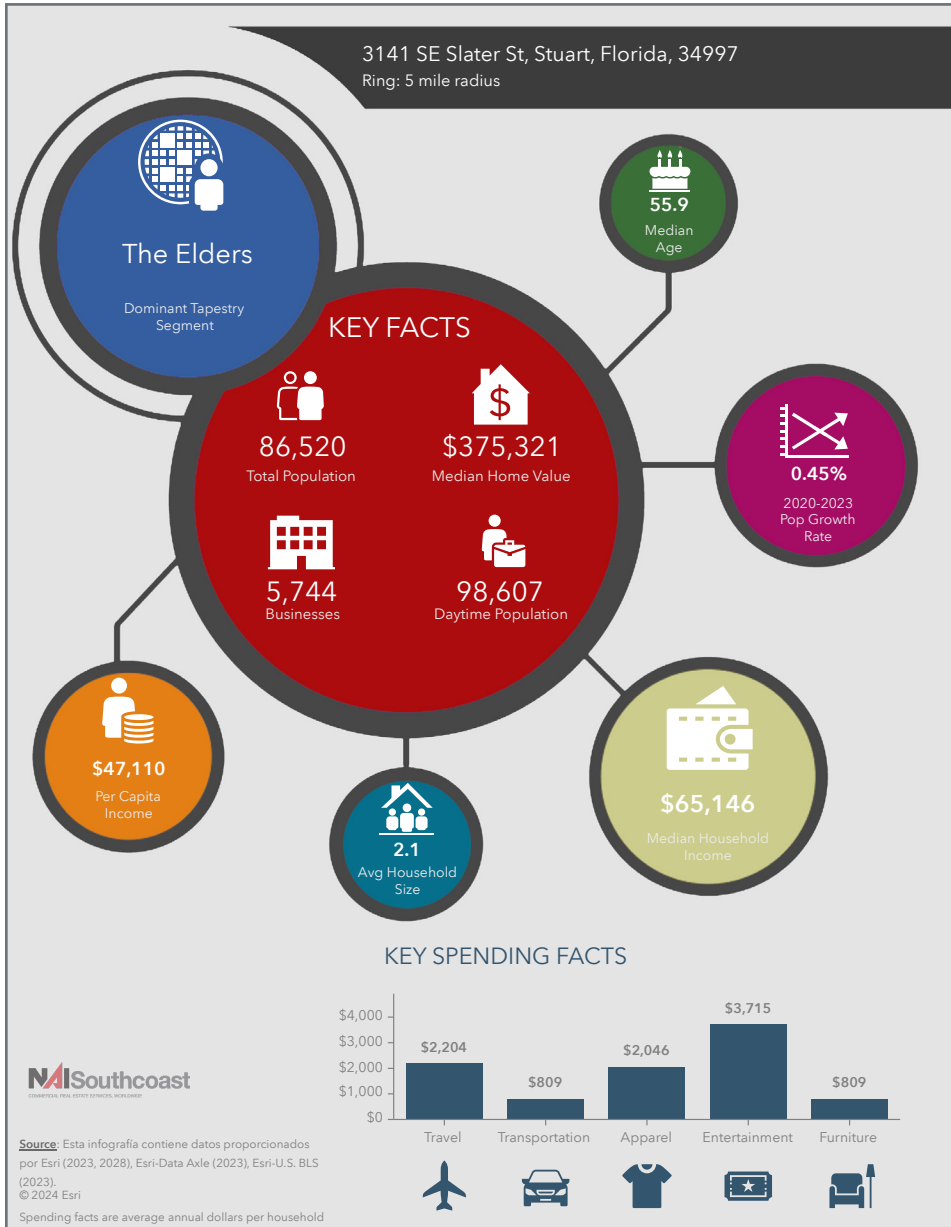 3141 SE Slater St, Stuart, Florida, 34997
Ring: 5 mile radius
The Elders
Dominant Tapestry
Segment
55.9
Median
Age
KEY FACTS
86,520
Total Population
$375,321
Median Home Value
5,744
Businesses
98,607
Daytime Population
0.45%
2020-2023
Pop Growth
Rate
$47,110
Per Capita
Income
2.1
Avg Household
Size
$65,146
Median Household
Income
KEY SPENDING FACTS
$4,000
$3,000
$2,000
$1,000
$0
$2,204
$809
$2,046
$3,715
$809
Travel
Transportation
Apparel
Entertainment
Furniture
NAISouthcoast
COMMERCIAL REAL ESTATE SERVICES, WORLDWIDE
Source: Esta infografía contiene datos proporcionados
por Esri (2023, 2028), Esri-Data Axle (2023), Esri-U.S. BLS
(2023).
© 2024 Esri
Spending facts are average annual dollars per household